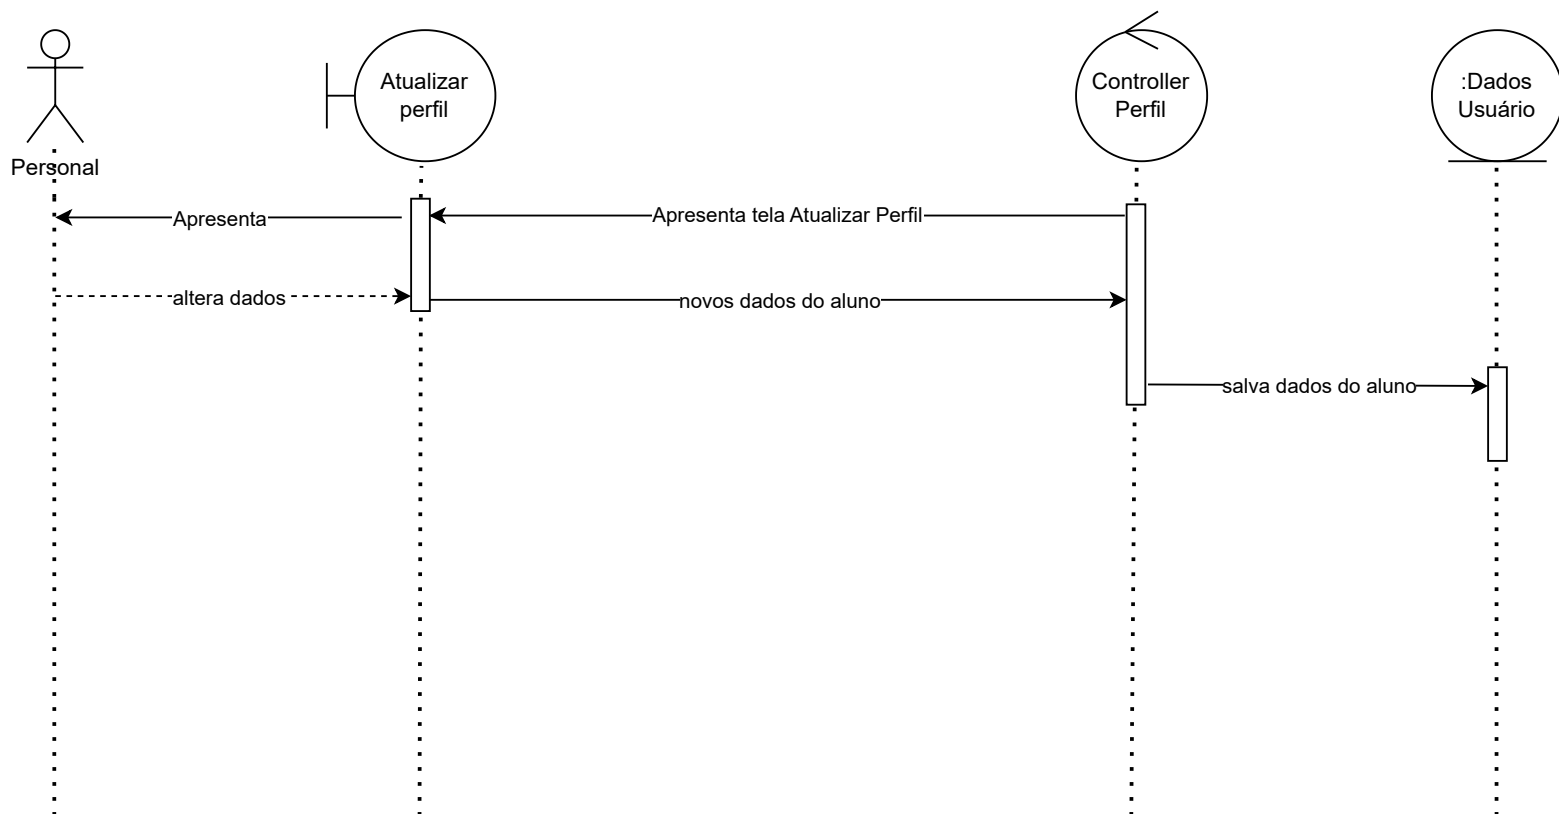 Atualizar
perfil
Controller
Perfil
:Dados
Usuário
Personal
Apresenta
Apresenta tela Atualizar Perfil
altera dados
novos dados do aluno
salva dados do aluno